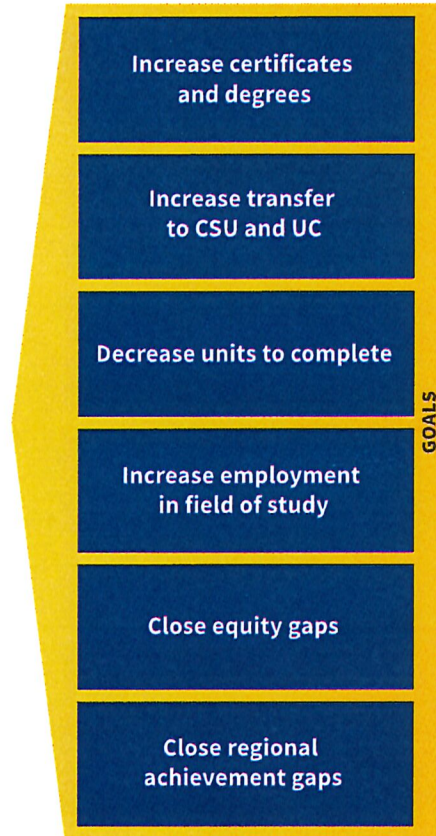 Increase certificates
and degrees
Increase transfer
to CSU and UC
Decrease units to complete
Increase employment
in field of study
Close equity gaps
Close regional
achievement gaps
GOALS